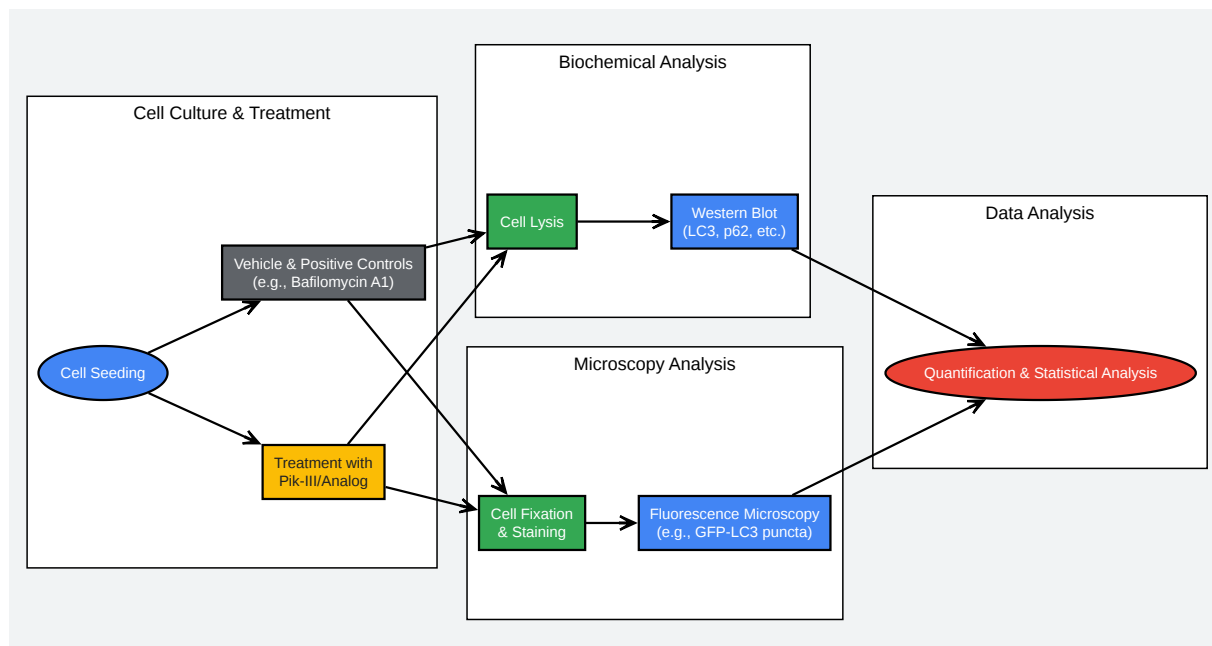 Cell Culture & Treatment
Cell Seeding
Vehicle & Positive Controls
(e.g., Bafilomycin A1)
Treatment with
Pik-III/Analog
Biochemical Analysis
Cell Lysis
Western Blot
(LC3, p62, etc.)
Microscopy Analysis
Cell Fixation
& Staining
Fluorescence Microscopy
(e.g., GFP-LC3 puncta)
Data Analysis
Quantification & Statistical Analysis